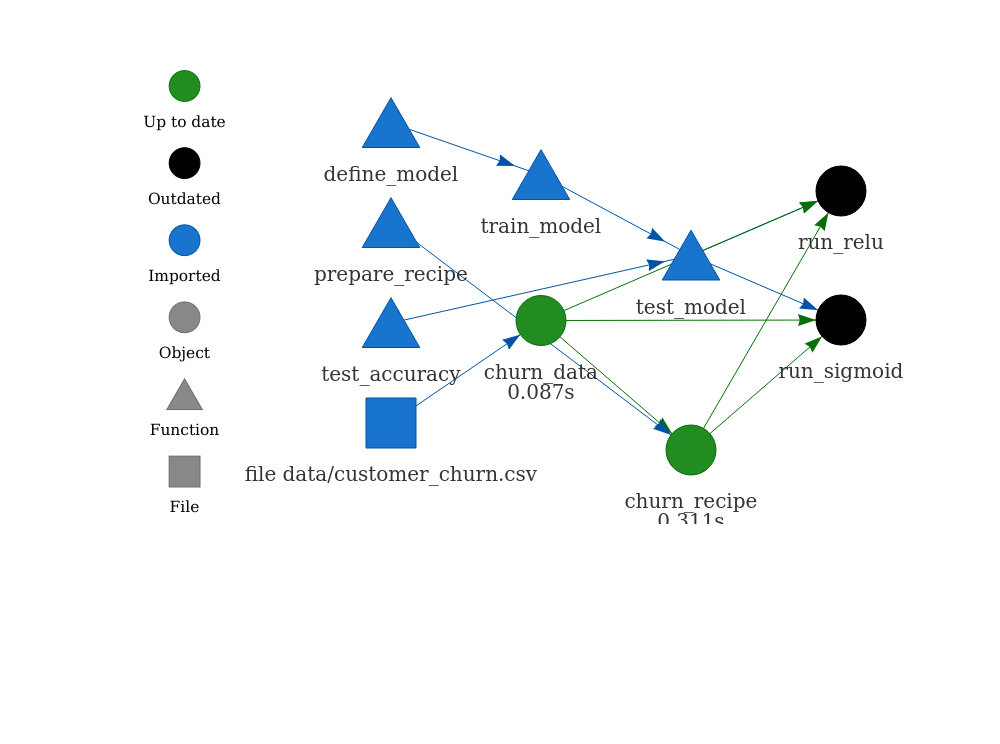 Up to date
Outdated
Imported
Object
Function
File
define_model
prepare_recipe
test_accuracy
file data/customer_churn.csv
train_model
churn_data
0.087s
test_model
churn_recipe
0.311s
run_relu
run_sigmoid